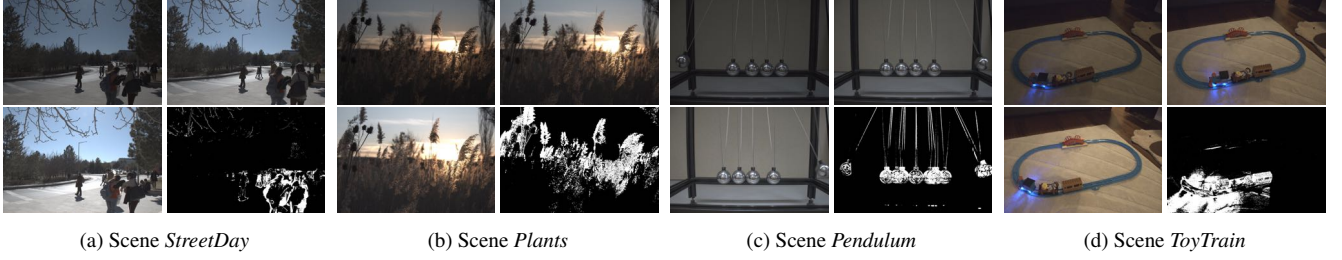 (a) Scene StreetDay
(b) Scene Plants
(c) Scene Pendulum
(d) Scene ToyTrain